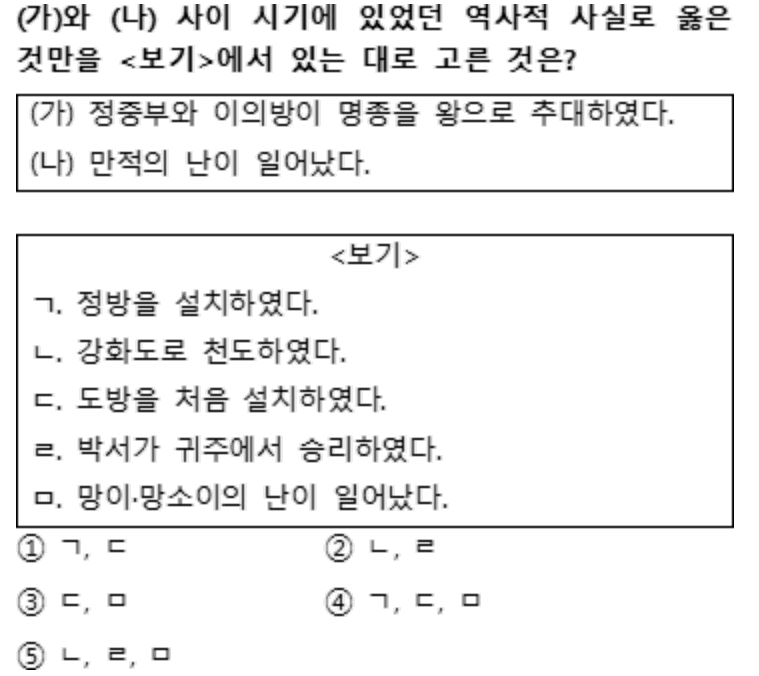 (가)와 (나) 사이 시기에 있었던 역사적 사실로 옳은
것만을 <보기>에서 있는 대로 고른 것은?
(가) 정중부와 이의방이 명종을 왕으로 추대하였다.
(나) 만적의 난이 일어났다.
<보기>
ㄱ. 정방을 설치하였다.
ㄴ. 강화도로 천도하였다.
ㄷ. 도방을 처음 설치하였다.
ㄹ. 박서가 귀주에서 승리하였다.
ㅁ. 망이·망소이의 난이 일어났다.
① ㄱ, ㄷ ② ㄴ, ㄹ
③ ㄷ, ㅁ ④ ㄱ, ㄷ, ㅁ
⑤ ㄴ, ㄹ, ㅁ